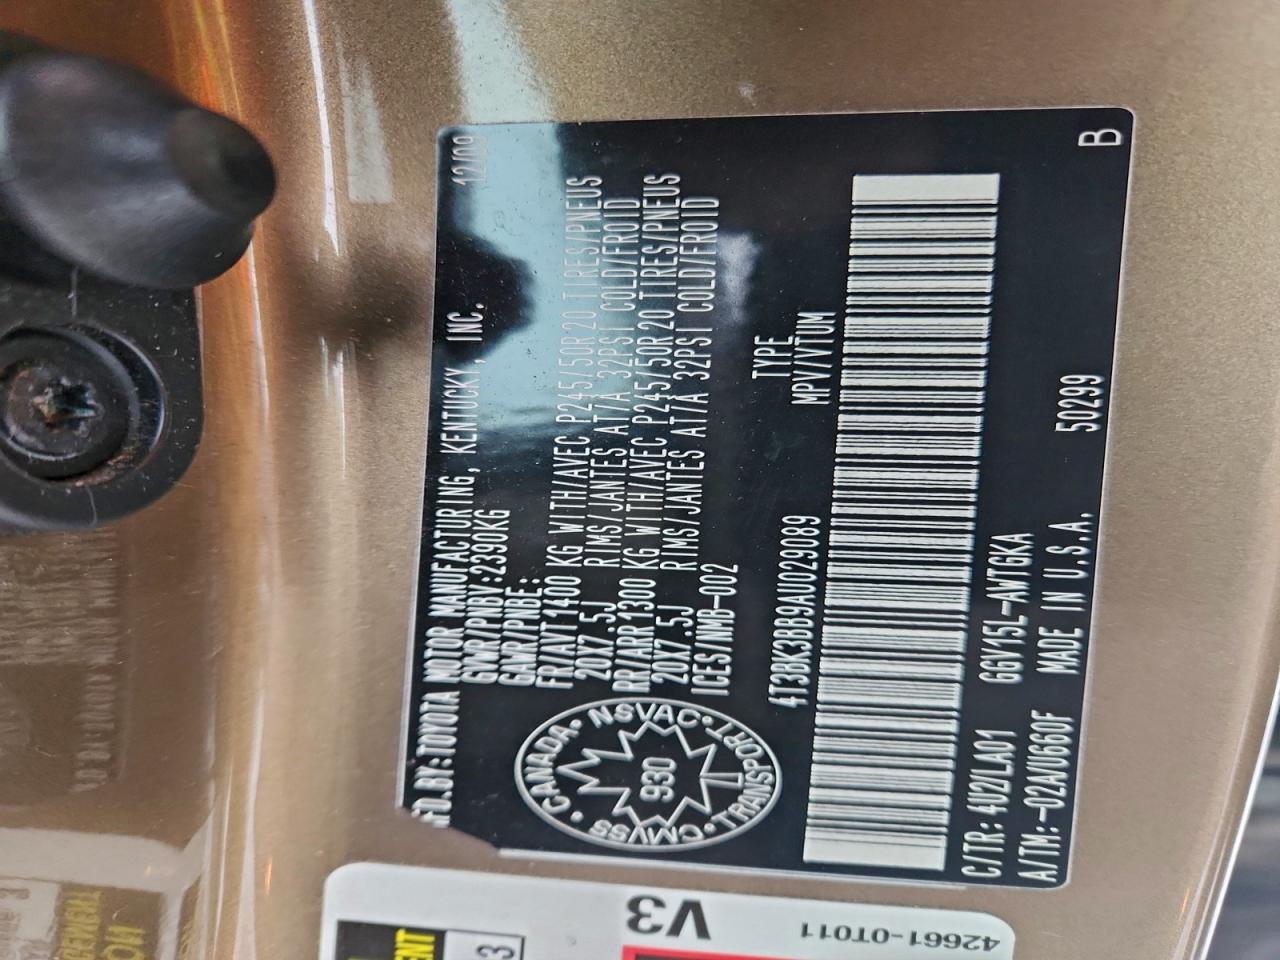 MFD.BY:TOYOTA MOTOR MANUFACTURING, KENTUCKY, INC. 12/09
GWR/PNBV:2390KG
GAWR/PNBE:
FR/AVT1400 KG WITH/AVEC P245/50R20 TIRES/PNEUS
20X7.5J RIMS/JANTES AT/A 32PSI COLD/FROID
RR/ARR1300 KG WITH/AVEC P245/50R20 TIRES/PNEUS
20X7.5J RIMS/JANTES AT/A 32PSI COLD/FROID
ICES/NMB-002
CANADA • NSVAC • TRANSPORT • CMVSS •
930
TYPE
4T3BK3BB9AU029089 MPV/VTUM
C/TR: 4U2/LA01 GGV15L-AWTGKA 50299 B
A/TM:-02A/U660F MADE IN U.S.A.
V3
42661-0T011
3